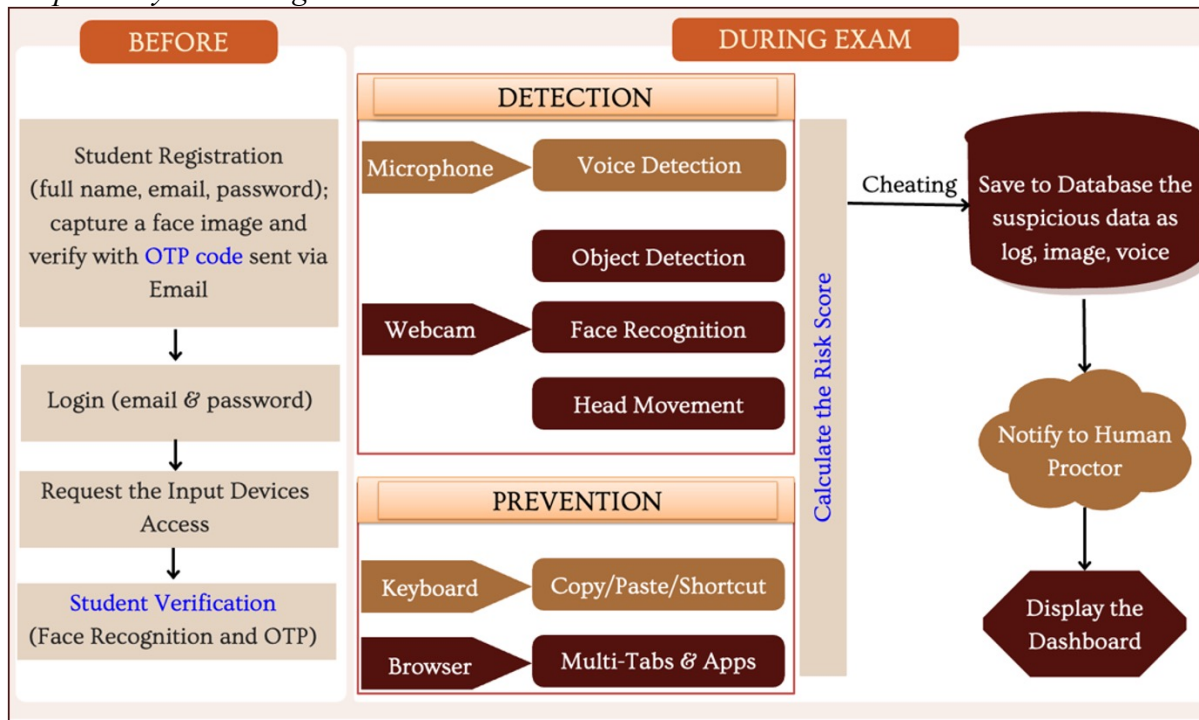 BEFORE
Student Registration
(full name, email, password);
capture a face image and
verify with OTP code sent via
Email
Login (email & password)
Request the Input Devices
Access
Student Verification
(Face Recognition and OTP)
DURING EXAM
DETECTION
Microphone
Voice Detection
Object Detection
Webcam
Face Recognition
Head Movement
PREVENTION
Keyboard
Copy/Paste/Shortcut
Browser
Multi-Tabs & Apps
Calculate the Risk Score
Cheating
Save to Database the
suspicious data as
log, image, voice
Notify to Human
Proctor
Display the
Dashboard